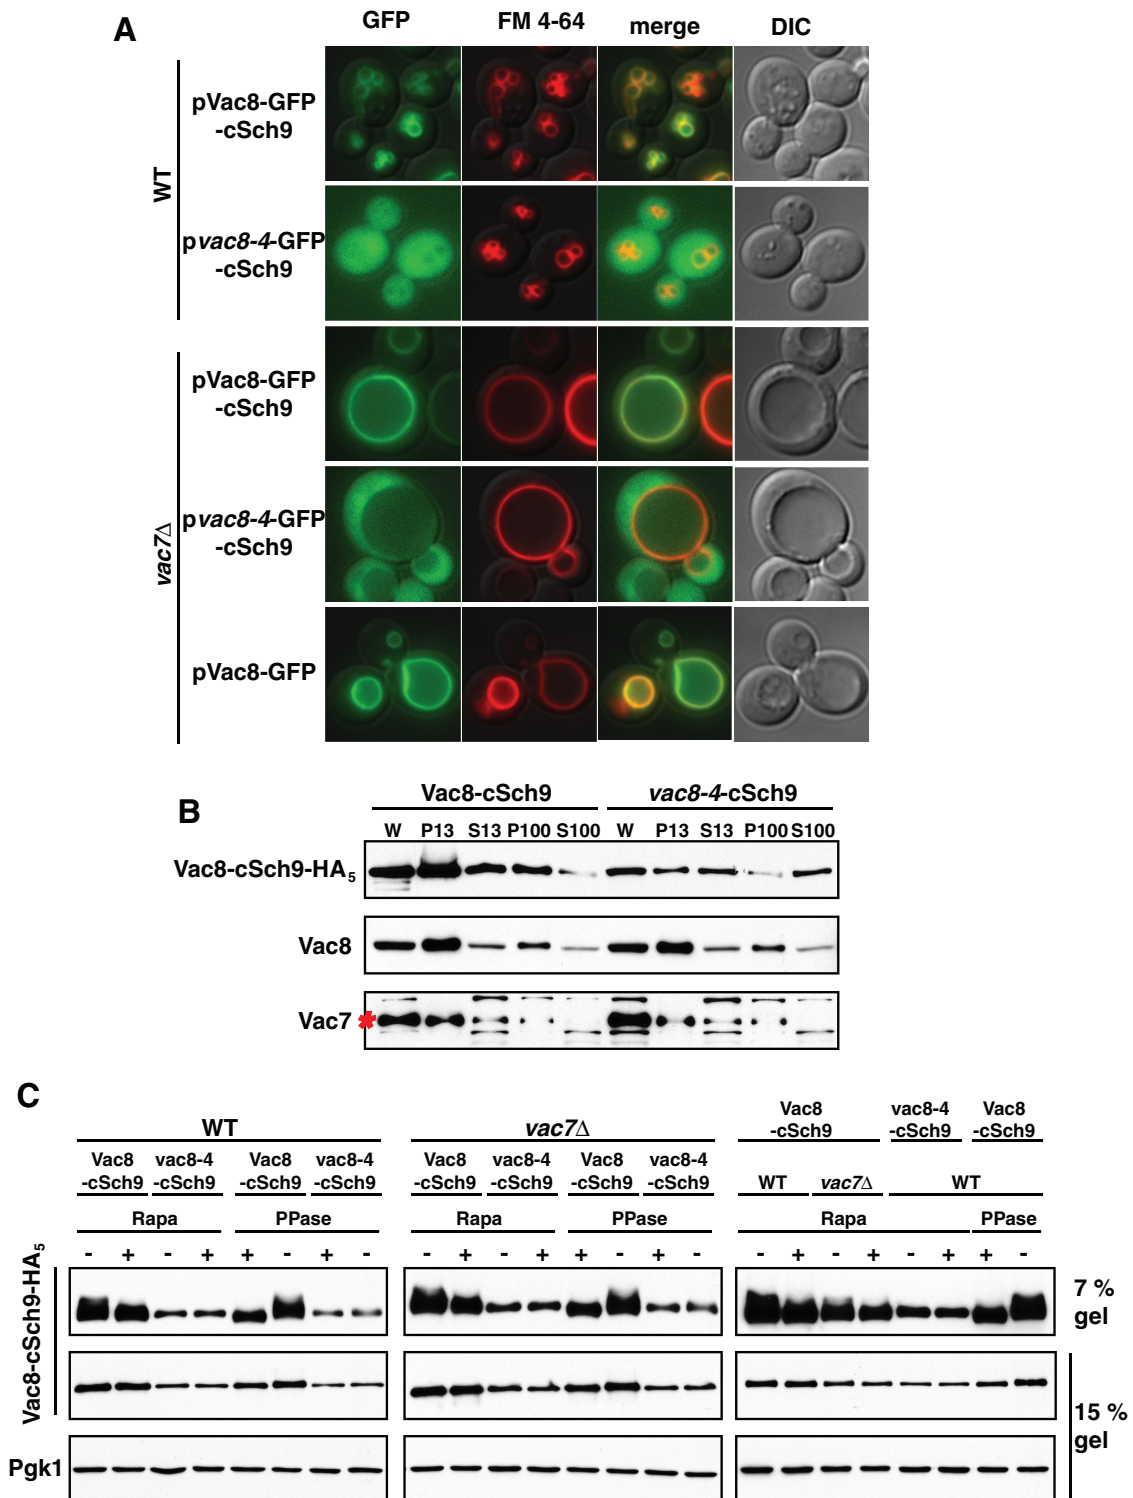 A
GFP FM 4-64 merge DIC
WT
pVac8-GFP
-cSch9
pvac8-4-GFP
-cSch9
vac7Δ
pVac8-GFP
-cSch9
pvac8-4-GFP
-cSch9
pVac8-GFP
B
Vac8-cSch9 vac8-4-cSch9
W P13 S13 P100 S100 W P13 S13 P100 S100
Vac8-cSch9-HA5
Vac8
Vac7 *
C
WT vac7Δ
Vac8 vac8-4 Vac8
-cSch9 -cSch9 -cSch9
Vac8 vac8-4 Vac8 vac8-4 Vac8 vac8-4 Vac8 vac8-4
-cSch9 -cSch9 -cSch9 -cSch9 -cSch9 -cSch9 -cSch9 -cSch9
WT vac7Δ WT
Rapa PPase Rapa PPase Rapa PPase
- + - + + - + - - + - + + - + - - + - + - + + -
Vac8-cSch9-HA5
7 %
gel
15 %
gel
Pgk1